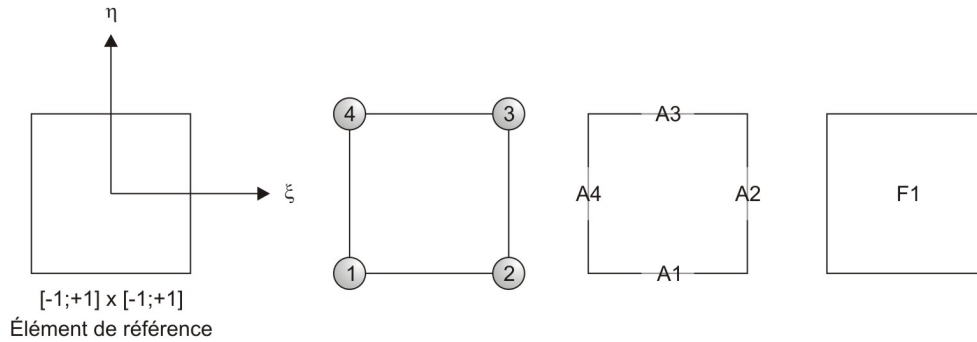 η
ξ
[-1;+1] x [-1;+1]
Élément de référence
4
3
1
2
A3
A4
A2
A1
F1